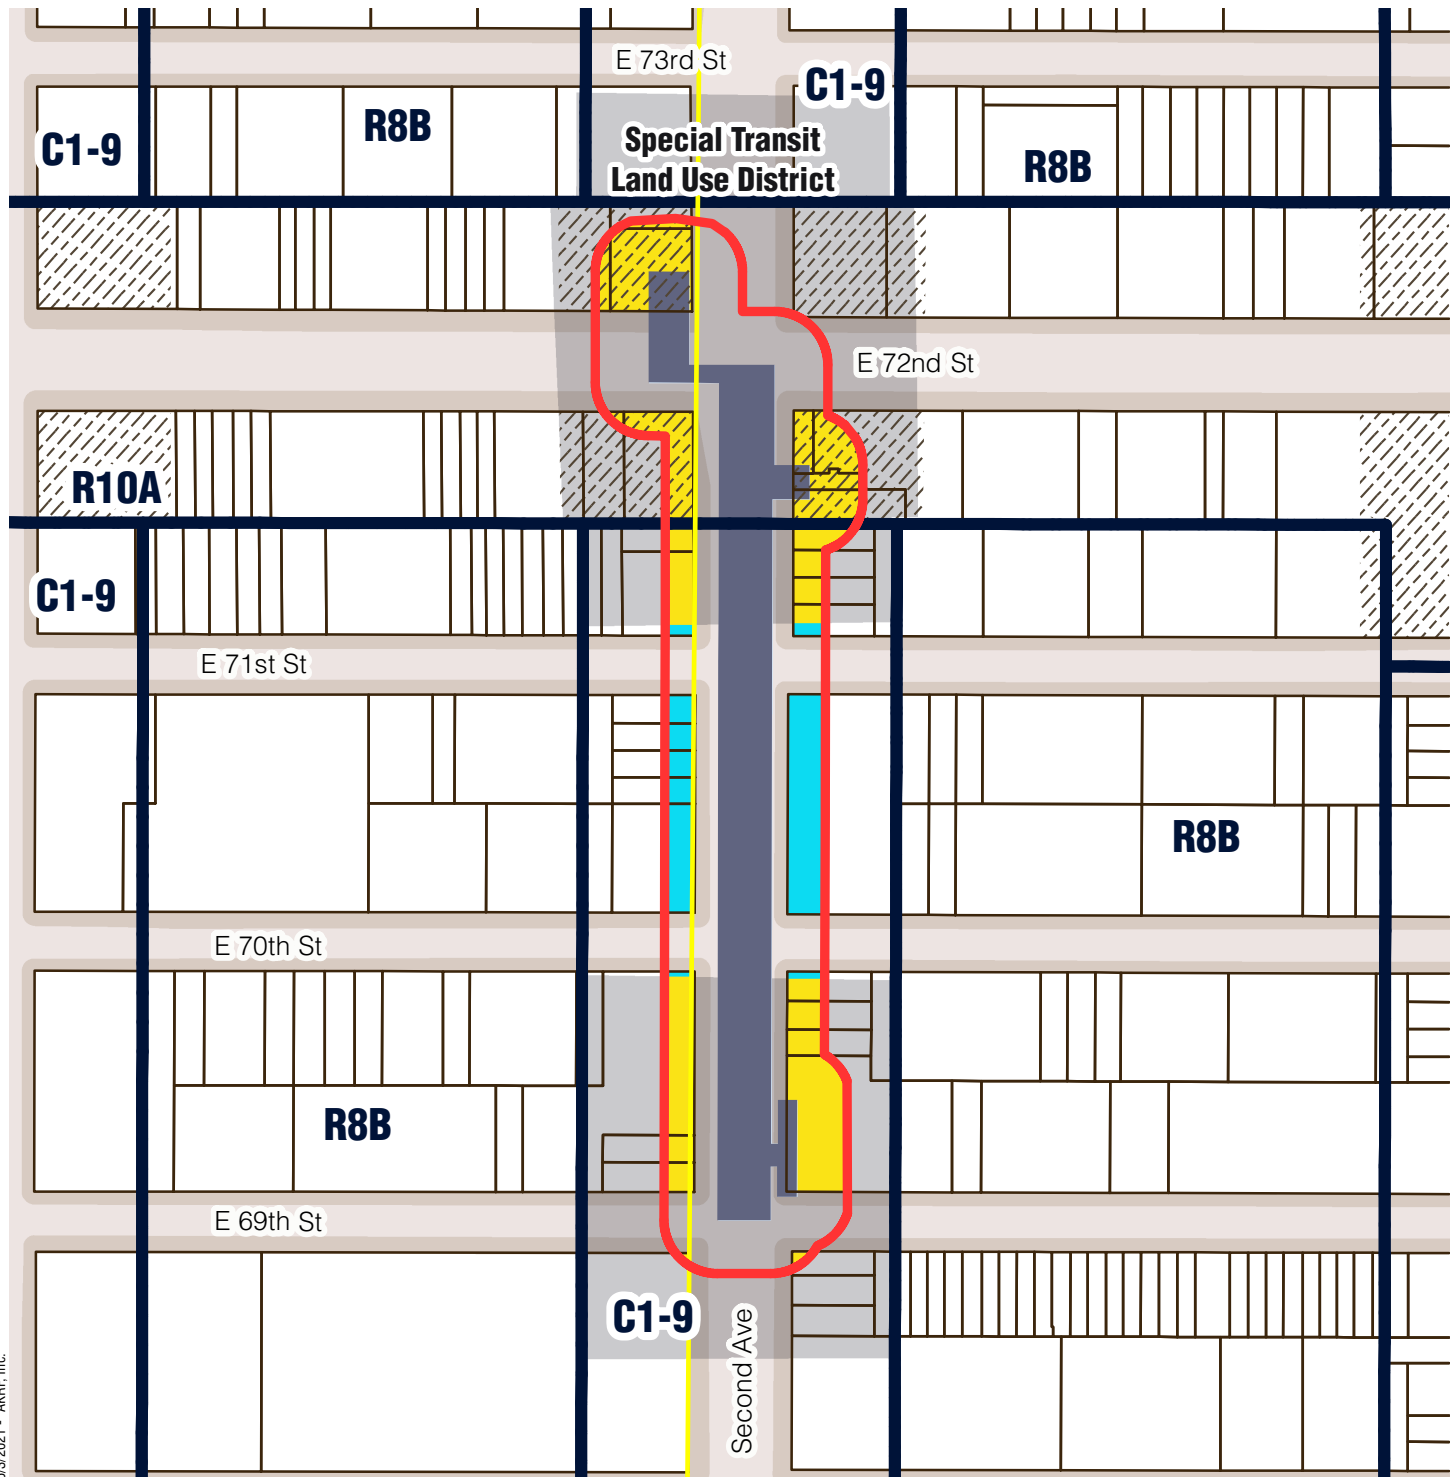 E 73rd St
C1-9
R8B
C1-9
Special Transit
Land Use District
R8B
E 72nd St
R10A
C1-9
E 71st St
R8B
E 70th St
R8B
E 69th St
C1-9
Second Ave